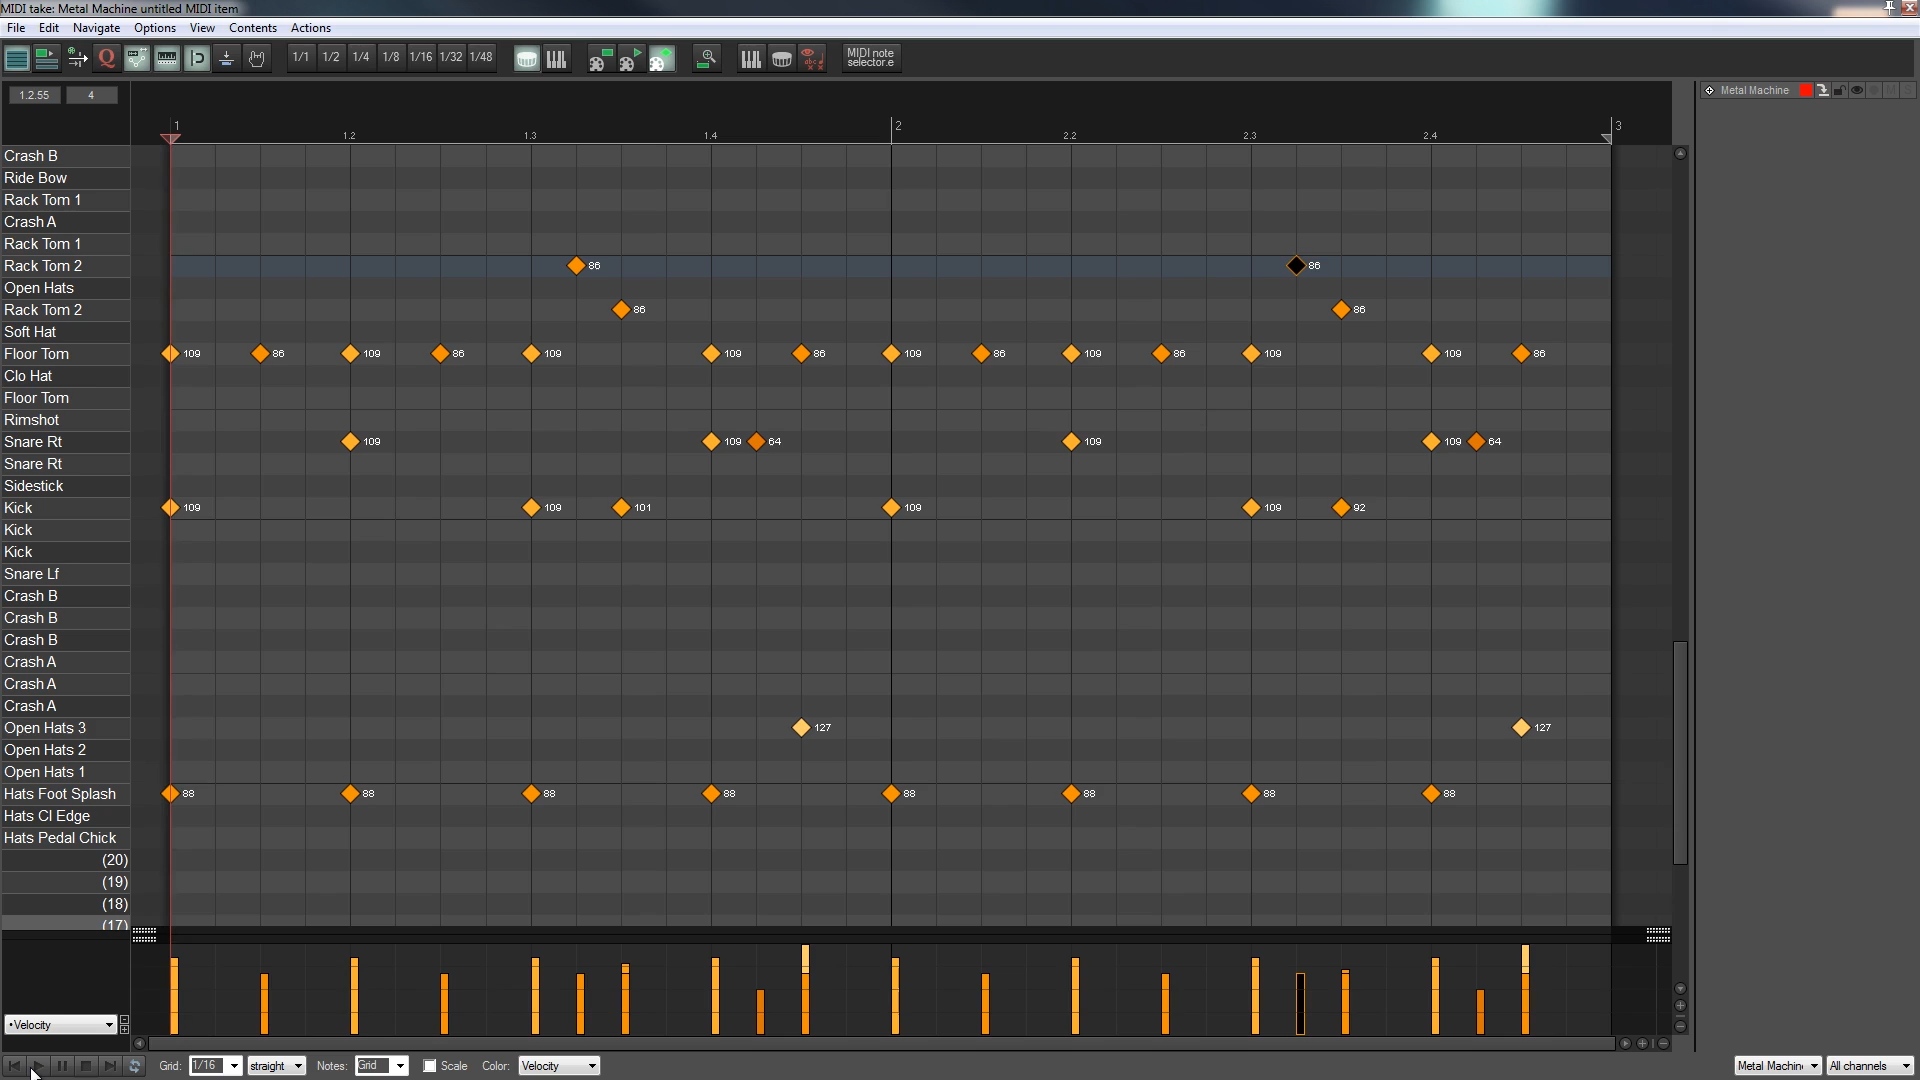 MIDI take: Metal Machine untitled MIDI item
File Edit Navigate Options View Contents Actions
Q 1/1 1/2 1/4 1/8 1/16 1/32 1/48 MIDI note
selector.e
1.2.55 4 Metal Machine
1 2 3
1.2 1.3 1.4 2.2 2.3 2.4
Crash B
Ride Bow
Rack Tom 1
Crash A
Rack Tom 1
Rack Tom 2 86 86
Open Hats
Rack Tom 2 86 86
Soft Hat
Floor Tom 109 86 109 86 109 109 86 109 86 109 86 109 109 86
Clo Hat
Floor Tom
Rimshot
Snare Rt 109 109 64 109 109 64
Snare Rt
Sidestick
Kick 109 109 101 109 109 92
Kick
Kick
Snare Lf
Crash B
Crash B
Crash B
Crash A
Crash A
Crash A
Open Hats 3 127 127
Open Hats 2
Open Hats 1
Hats Foot Splash 88 88 88 88 88 88 88 88
Hats Cl Edge
Hats Pedal Chick
(20)
(19)
(18)
(17)
•Velocity
Grid: 1/16 straight Notes: Grid Scale Color: Velocity Metal Machin All channels